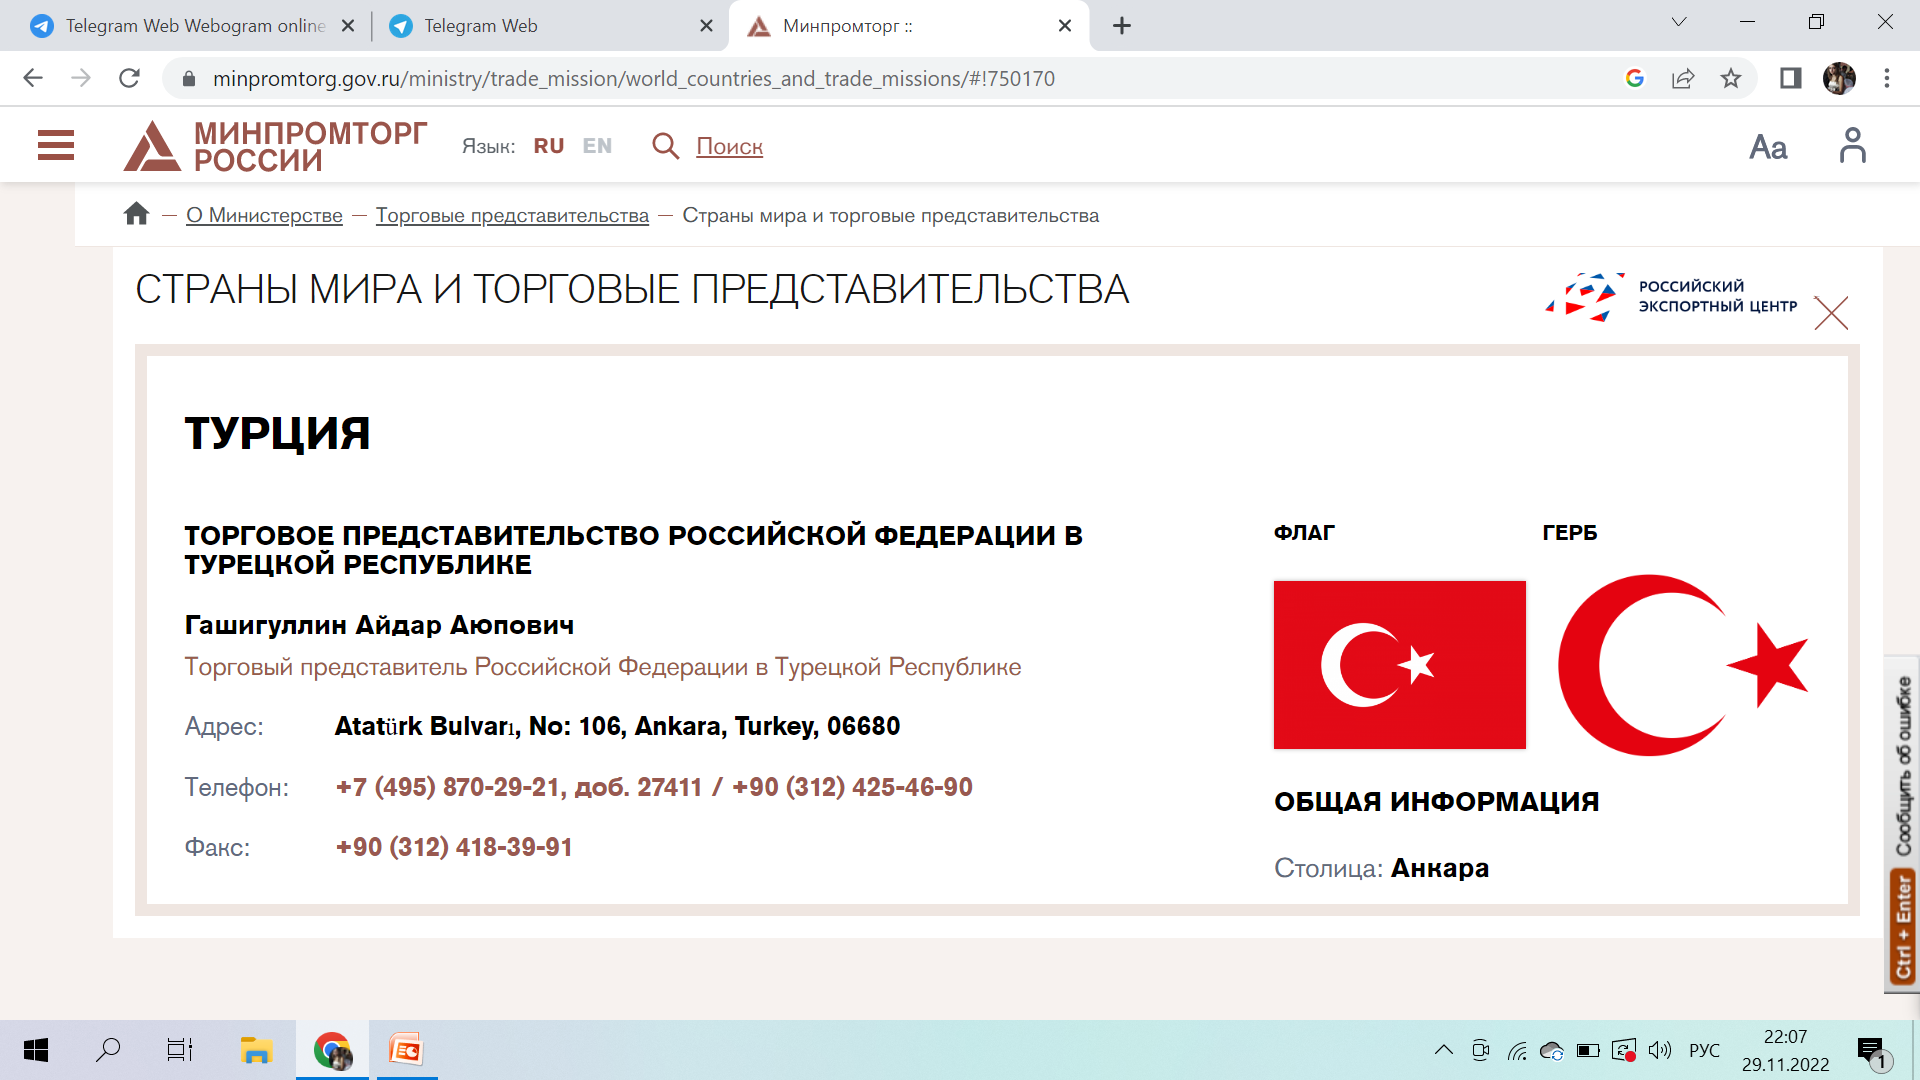 Telegram Web Webogram online
Telegram Web
Минпромторг ::
minpromtorg.gov.ru/ministry/trade_mission/world_countries_and_trade_missions/#!750170
МИНПРОМТОРГ
РОССИИ
Язык: RU EN
Поиск
Aa
— О Министерстве — Торговые представительства — Страны мира и торговые представительства
СТРАНЫ МИРА И ТОРГОВЫЕ ПРЕДСТАВИТЕЛЬСТВА
РОССИЙСКИЙ
ЭКСПОРТНЫЙ ЦЕНТР
ТУРЦИЯ
ТОРГОВОЕ ПРЕДСТАВИТЕЛЬСТВО РОССИЙСКОЙ ФЕДЕРАЦИИ В
ТУРЕЦКОЙ РЕСПУБЛИКЕ
Гашигуллин Айдар Аюпович
Торговый представитель Российской Федерации в Турецкой Республике
Адрес: Atatürk Bulvarı, No: 106, Ankara, Turkey, 06680
Телефон: +7 (495) 870-29-21, доб. 27411 / +90 (312) 425-46-90
Факс: +90 (312) 418-39-91
ФЛАГ
ГЕРБ
ОБЩАЯ ИНФОРМАЦИЯ
Столица: Анкара
Ctrl + Enter Сообщить об ошибке
РУС
22:07
29.11.2022
1